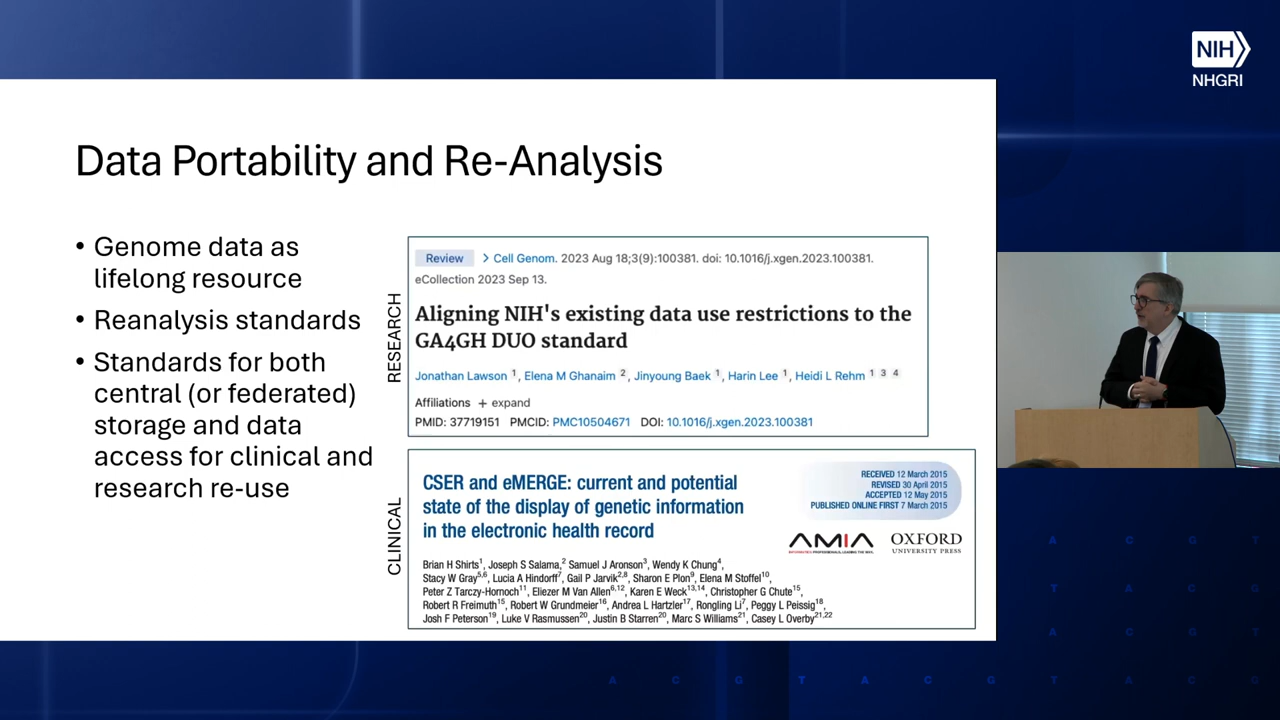 NIH
NHGRI
Data Portability and Re-Analysis
• Genome data as
lifelong resource
• Reanalysis standards
• Standards for both
central (or federated)
storage and data
access for clinical and
research re-use
RESEARCH
Review > Cell Genom. 2023 Aug 18;3(9):100381. doi: 10.1016/j.xgen.2023.100381.
eCollection 2023 Sep 13.
Aligning NIH's existing data use restrictions to the
GA4GH DUO standard
Jonathan Lawson 1, Elena M Ghanaim 2, Jinyoung Baek 1, Harin Lee 1, Heidi L Rehm 1 3 4
Affiliations + expand
PMID: 37719151 PMCID: PMC10504671 DOI: 10.1016/j.xgen.2023.100381
CLINICAL
CSER and eMERGE: current and potential
state of the display of genetic information
in the electronic health record
RECEIVED 12 March 2015
REVISED 30 April 2015
ACCEPTED 12 May 2015
PUBLISHED ONLINE FIRST 7 March 2015
AMIA
OXFORD
UNIVERSITY PRESS
Brian H Shirts1, Joseph S Salama,2 Samuel J Aronson3, Wendy K Chung4,
Stacy W Gray5,6, Lucia A Hindorff7, Gail P Jarvik2,8, Sharon E Plon9, Elena M Stoffel10,
Peter Z Tarczy-Hornoch11, Eliezer M Van Allen6,12, Karen E Weck13,14, Christopher G Chute15,
Robert R Freimuth15, Robert W Grundmeier16, Andrea L Hartzler17, Rongling Li7, Peggy L Peissig18,
Josh F Peterson19, Luke V Rasmussen20, Justin B Starren20, Marc S Williams21, Casey L Overby21,22
A C G T
T A C G
A C G
A C G T A C G T A C G